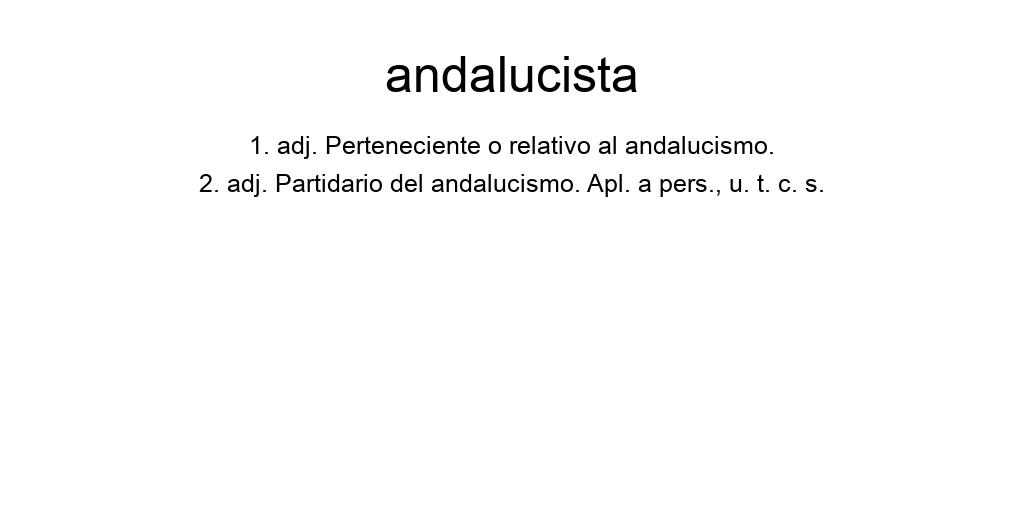 andalucista
1. adj. Perteneciente o relativo al andalucismo.
2. adj. Partidario del andalucismo. Apl. a pers., u. t. c. s.